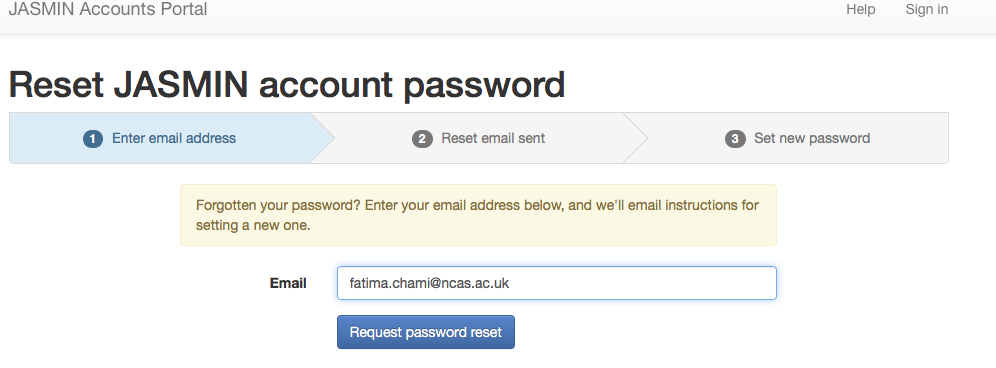 JASMIN Accounts Portal Help Sign in
Reset JASMIN account password
1 Enter email address 2 Reset email sent 3 Set new password
Forgotten your password? Enter your email address below, and we'll email instructions for
setting a new one.
Email fatima.chami@ncas.ac.uk
Request password reset